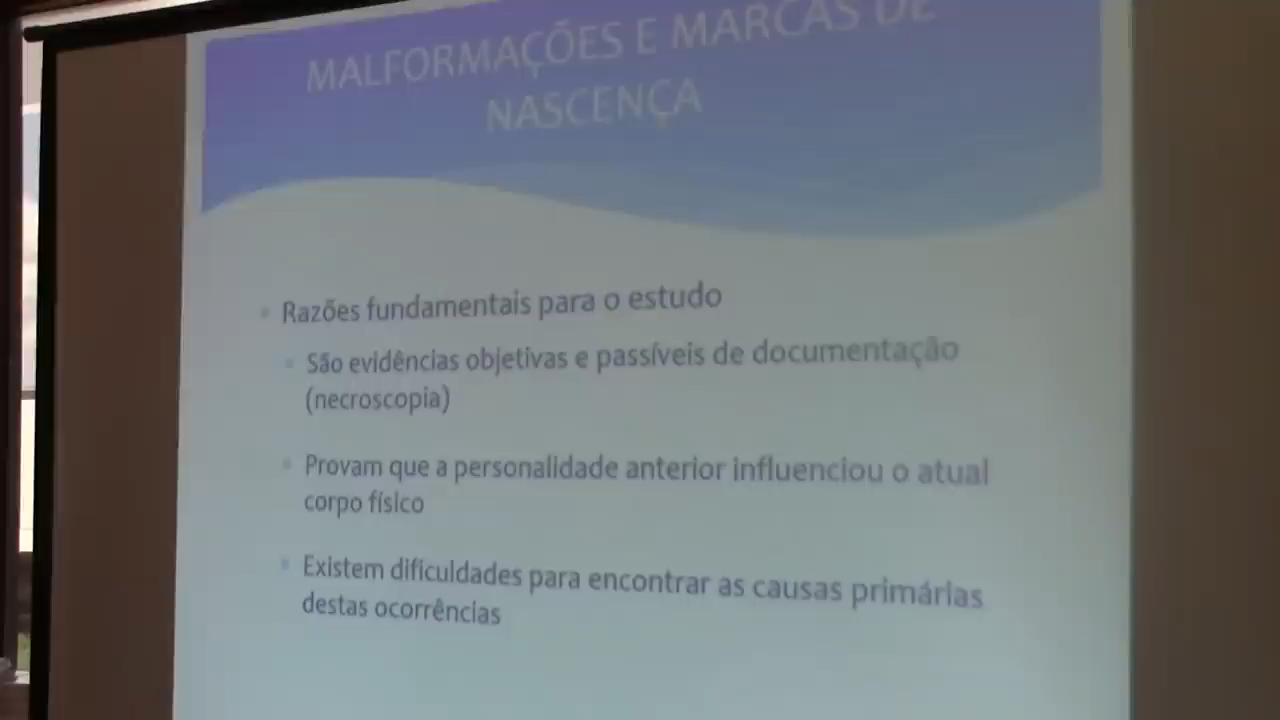 MALFORMAÇÕES E MARCAS DE
NASCENÇA
Razões fundamentais para o estudo
São evidências objetivas e passíveis de documentação
(necroscopia)
Provam que a personalidade anterior influenciou o atual
corpo físico
Existem dificuldades para encontrar as causas primárias
destas ocorrências